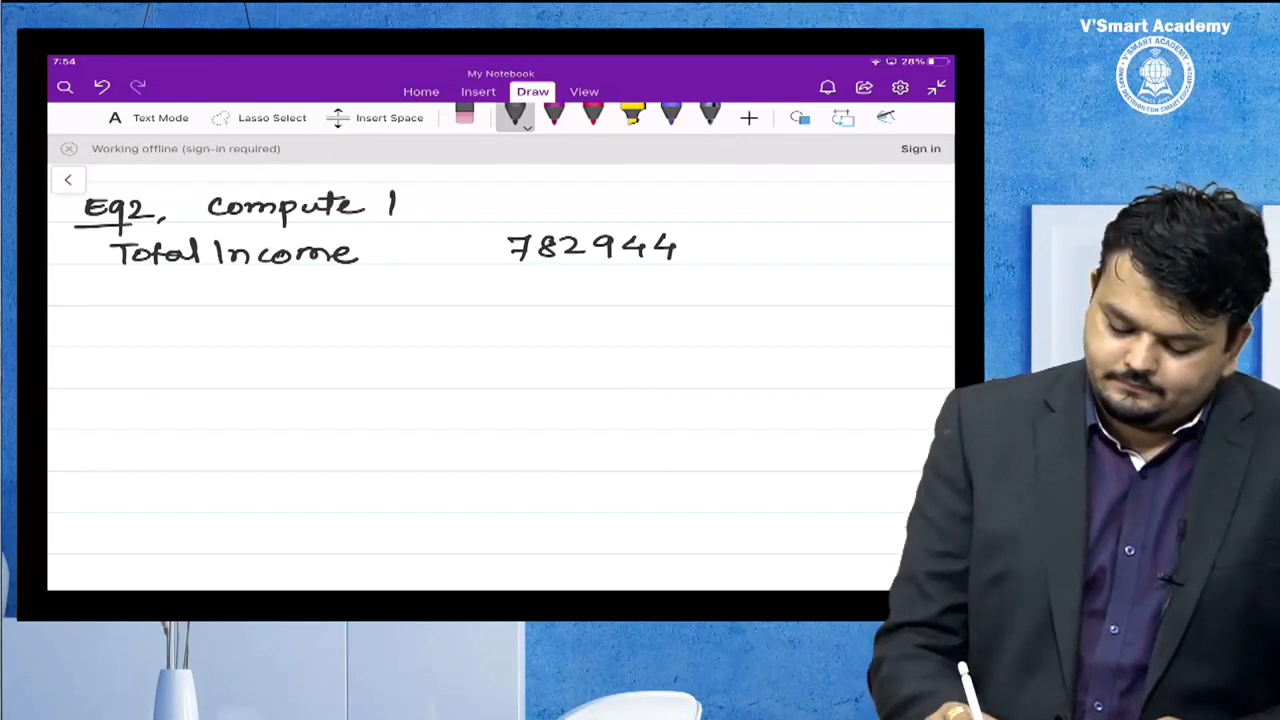 V'Smart Academy
7:54
28%
My Notebook
Home Insert Draw View
A Text Mode Lasso Select Insert Space
Working offline (sign-in required) Sign in
Eg2, Compute I
Total Income 782944